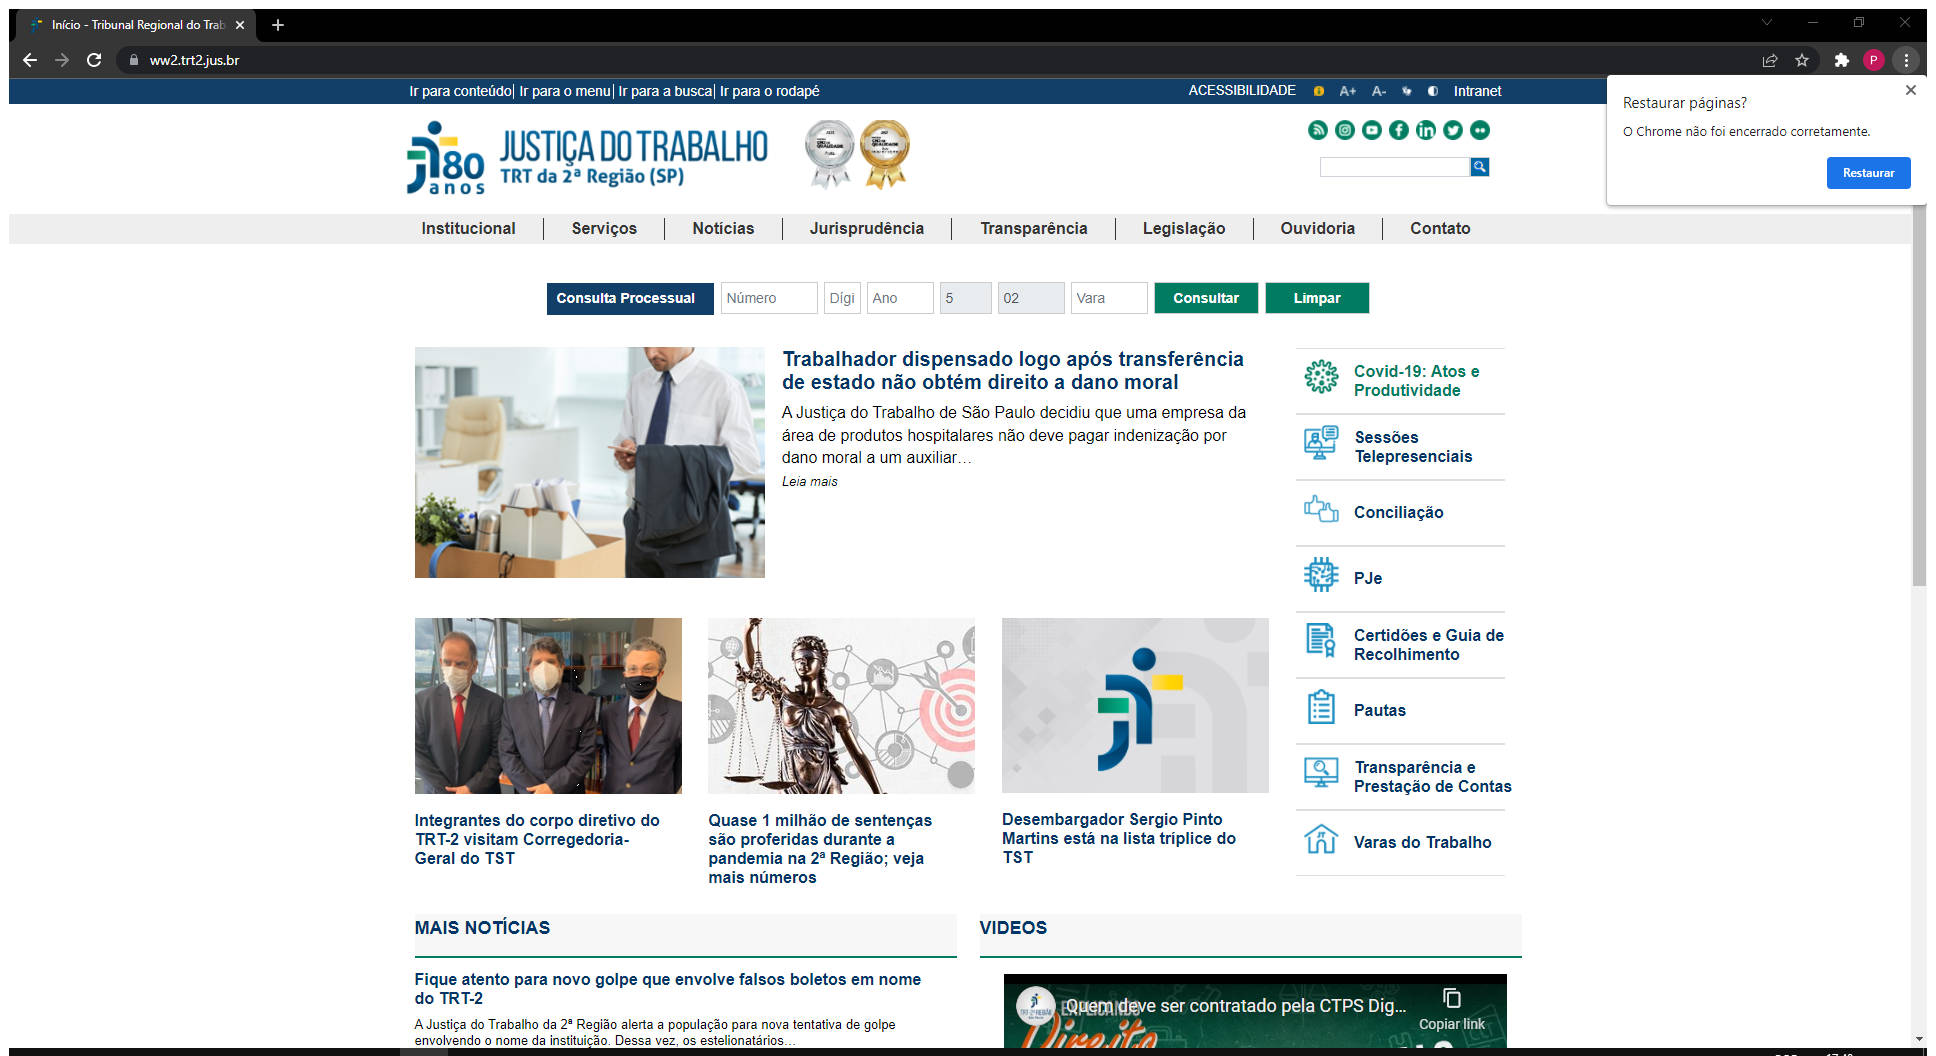 Início - Tribunal Regional do Trab
ww2.trt2.jus.br
P
Restaurar páginas?
O Chrome não foi encerrado corretamente.
Restaurar
Ir para conteúdo| Ir para o menu| Ir para a busca| Ir para o rodapé
ACESSIBILIDADE A+ A- Intranet
80
anos
JUSTIÇA DO TRABALHO
TRT da 2ª Região (SP)
Institucional
Serviços
Notícias
Jurisprudência
Transparência
Legislação
Ouvidoria
Contato
Consulta Processual
Número
Dígi
Ano
5
02
Vara
Consultar
Limpar
Trabalhador dispensado logo após transferência
de estado não obtém direito a dano moral
A Justiça do Trabalho de São Paulo decidiu que uma empresa da
área de produtos hospitalares não deve pagar indenização por
dano moral a um auxiliar…
Leia mais
Covid-19: Atos e
Produtividade
Sessões
Telepresenciais
Conciliação
PJe
Certidões e Guia de
Recolhimento
Pautas
Transparência e
Prestação de Contas
Varas do Trabalho
Integrantes do corpo diretivo do
TRT-2 visitam Corregedoria-
Geral do TST
Quase 1 milhão de sentenças
são proferidas durante a
pandemia na 2ª Região; veja
mais números
Desembargador Sergio Pinto
Martins está na lista tríplice do
TST
MAIS NOTÍCIAS
Fique atento para novo golpe que envolve falsos boletos em nome
do TRT-2
A Justiça do Trabalho da 2ª Região alerta a população para nova tentativa de golpe
envolvendo o nome da instituição. Dessa vez, os estelionatários…
VIDEOS
Quem deve ser contratado pela CTPS Dig...
Copiar link
EXPLICANDO
Direito